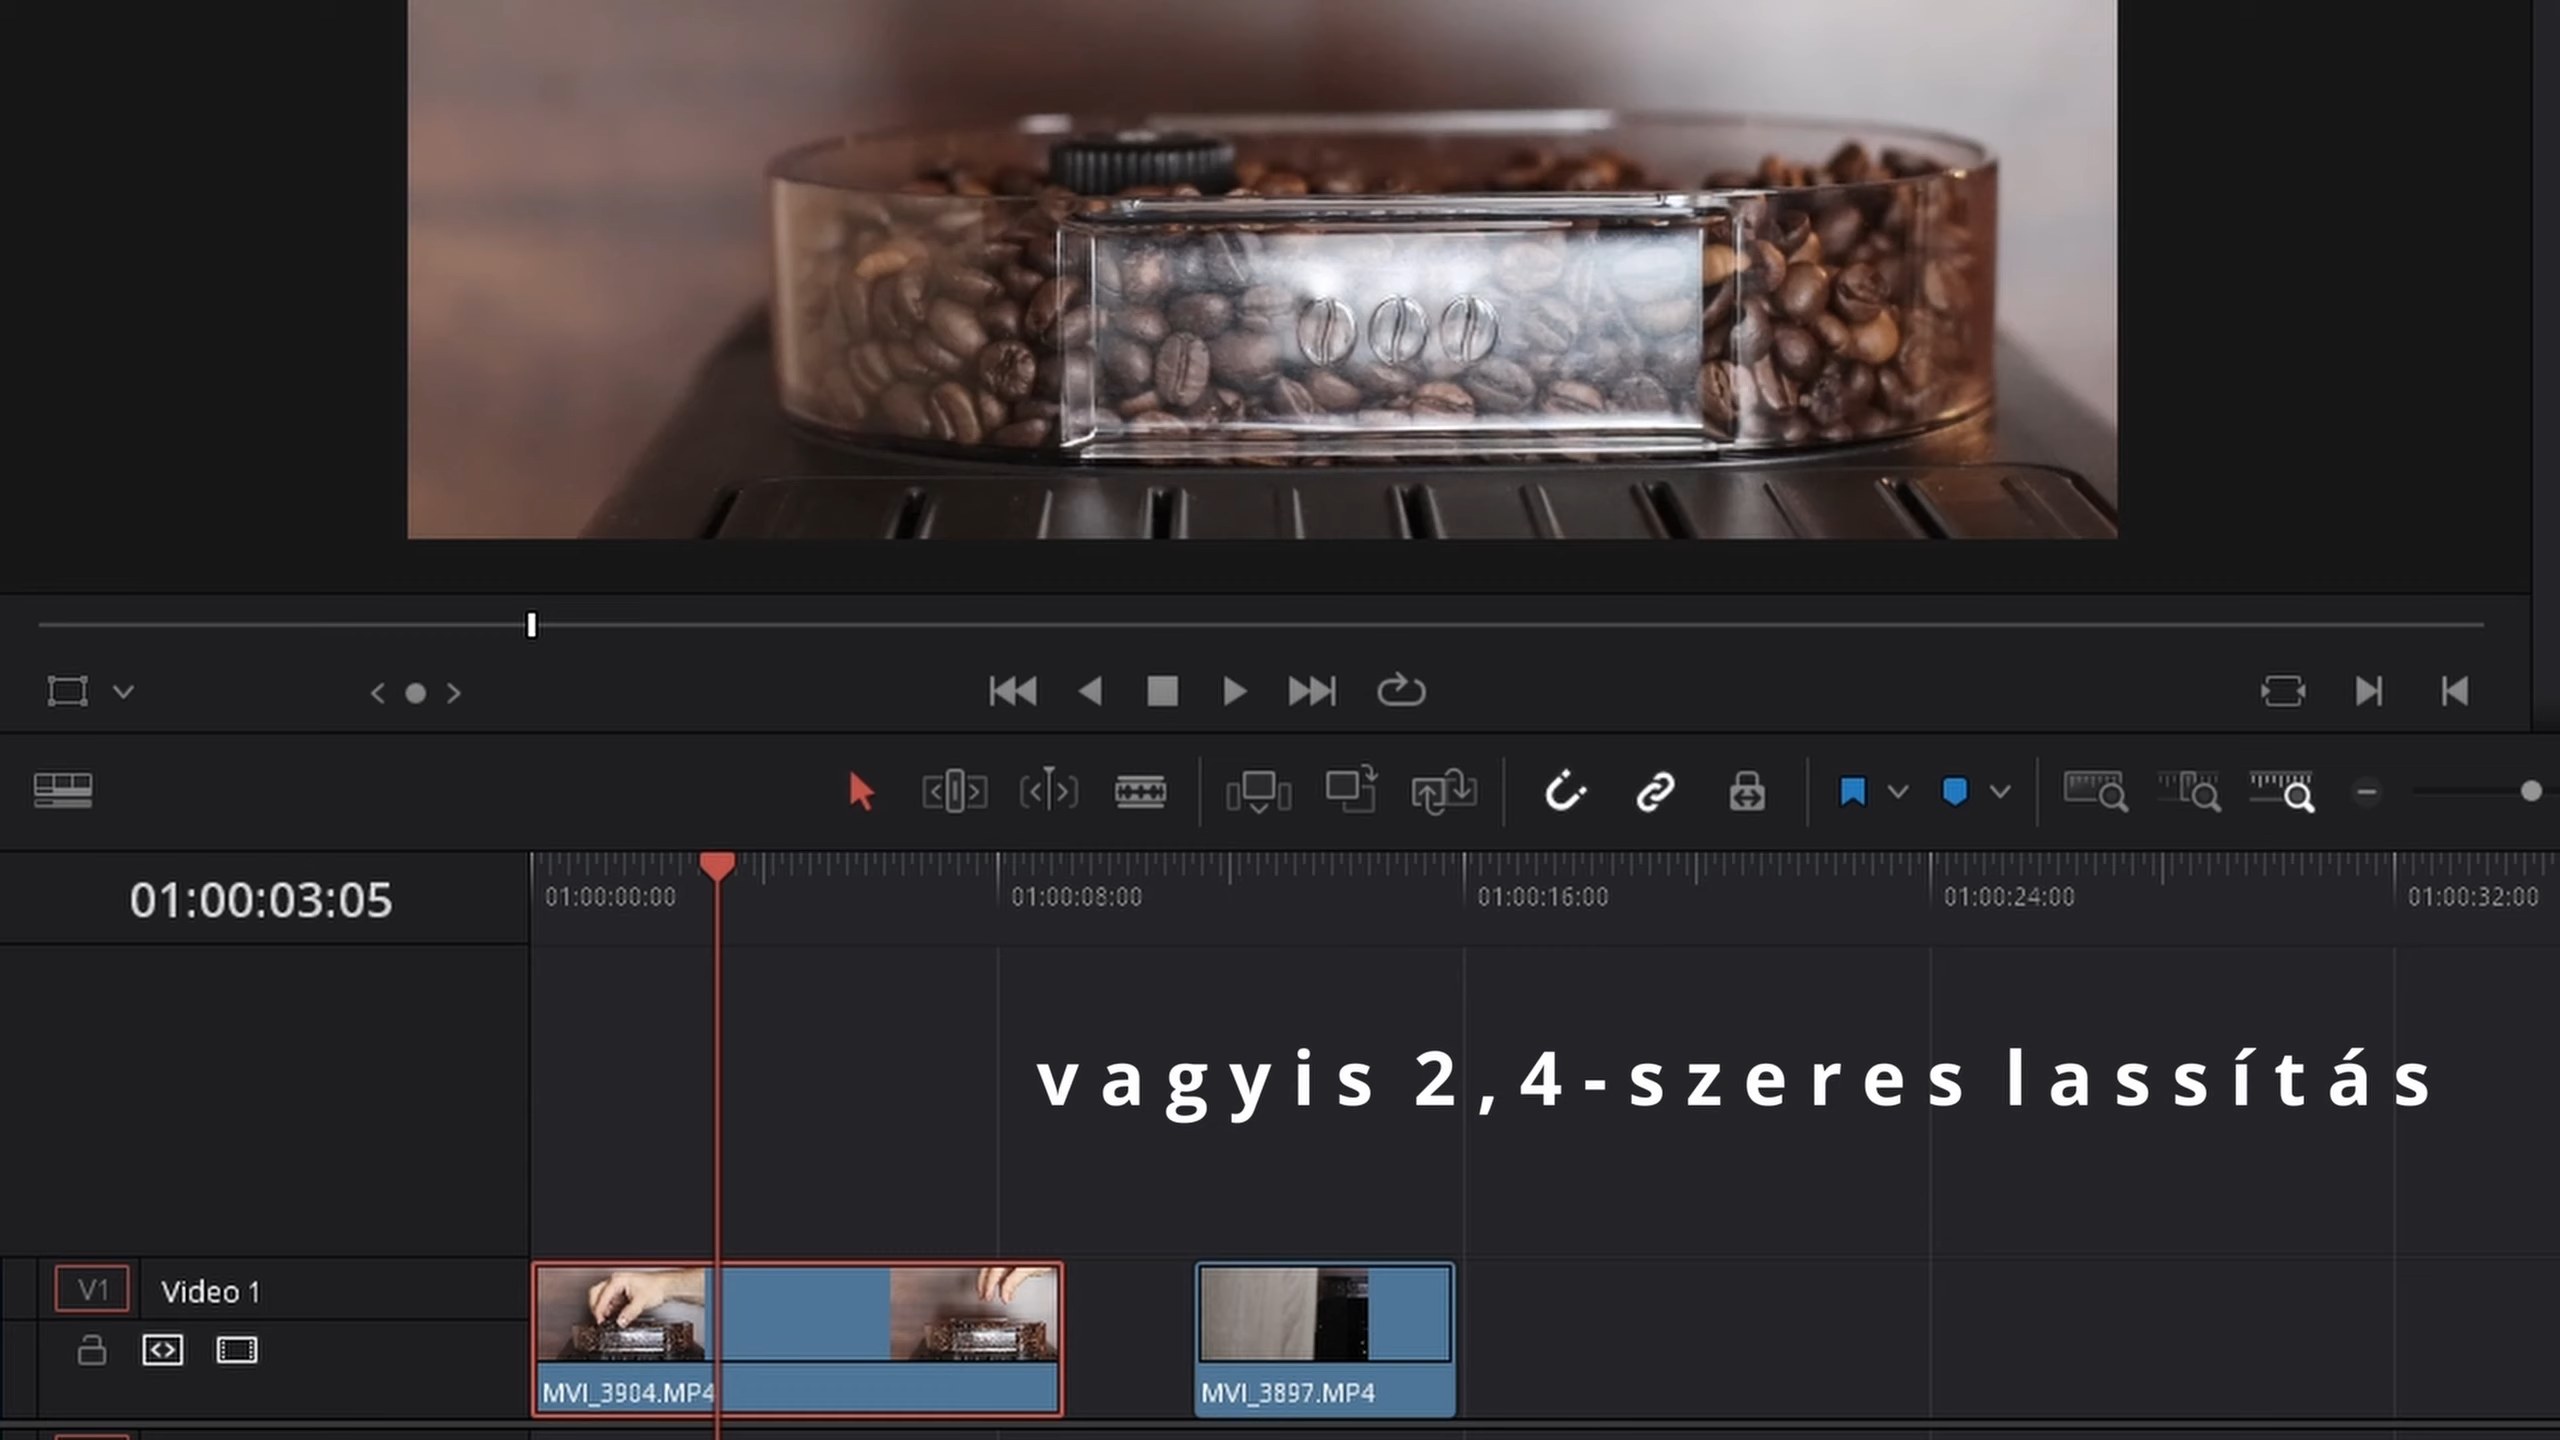 01:00:03:05
01:00:00:00 01:00:08:00 01:00:16:00 01:00:24:00 01:00:32:00
vagyis 2,4-szeres lassítás
V1 Video 1
MVI_3904.MP4 MVI_3897.MP4